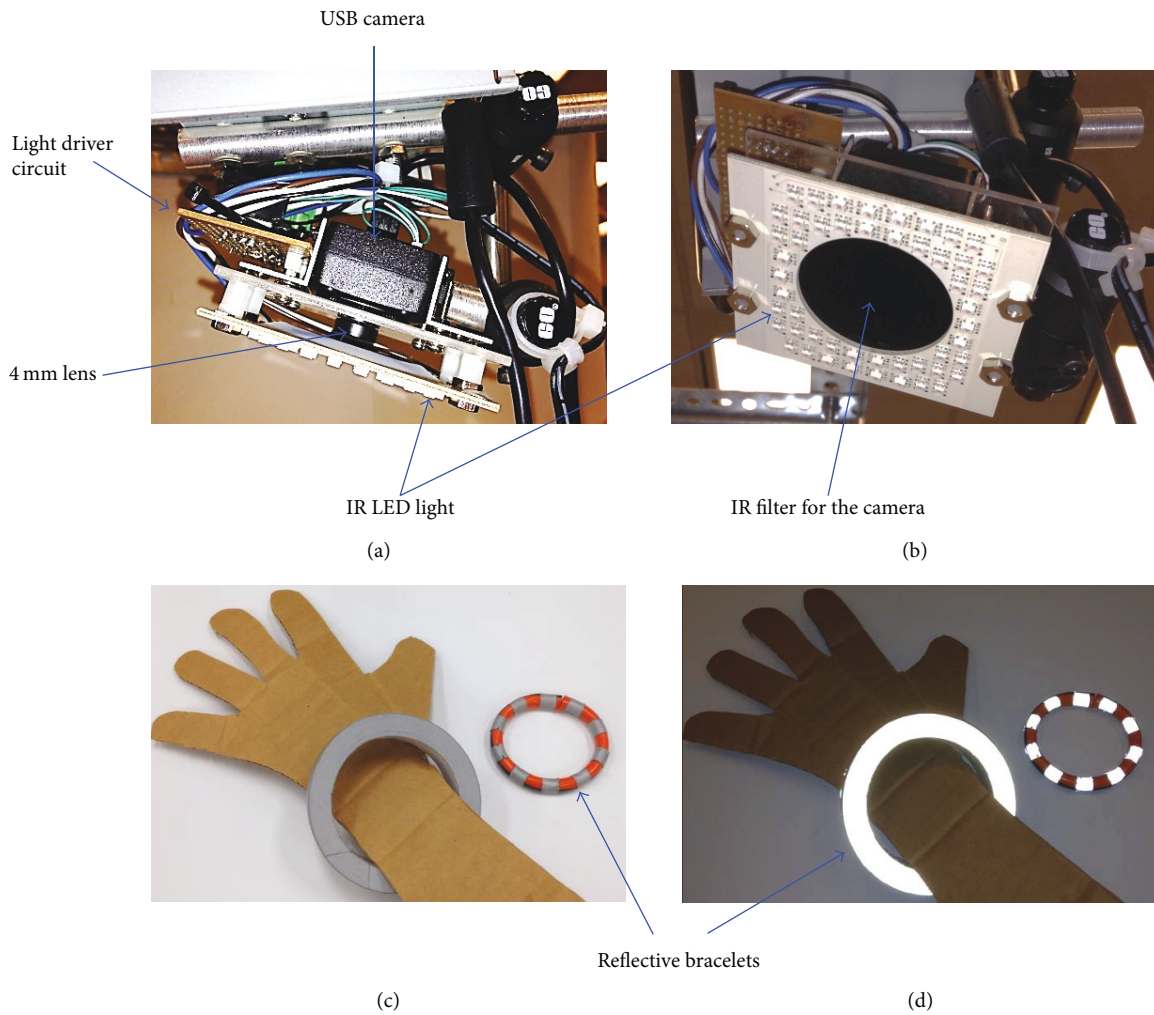 USB camera
Light driver
circuit
4 mm lens
IR LED light
IR filter for the camera
(a)
(b)
Reflective bracelets
(c)
(d)